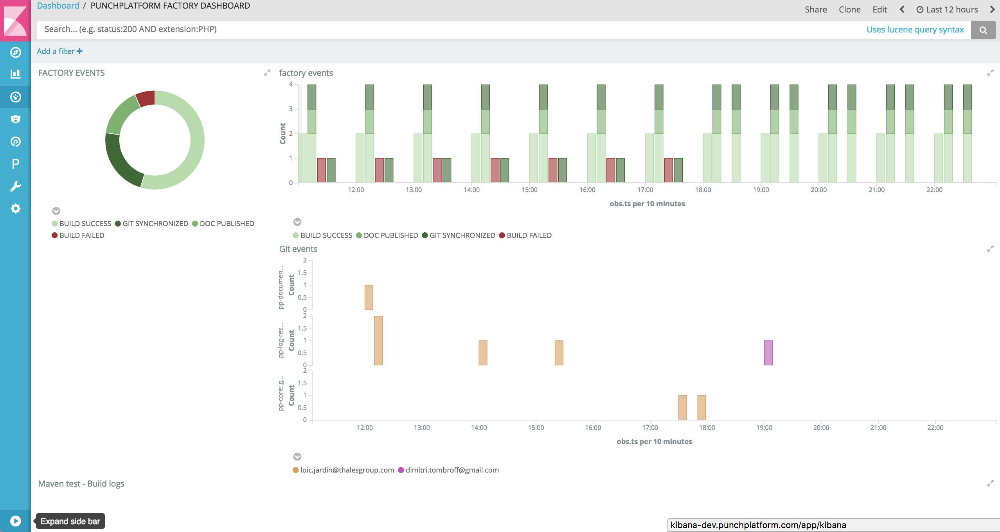 Dashboard / PUNCHPLATFORM FACTORY DASHBOARD
Share Clone Edit Last 12 hours
Search... (e.g. status:200 AND extension:PHP)
Uses lucene query syntax
Add a filter
FACTORY EVENTS
BUILD SUCCESS GIT SYNCHRONIZED DOC PUBLISHED
BUILD FAILED
factory events
4
3
2
1
0
Count
12:00 13:00 14:00 15:00 16:00 17:00 18:00 19:00 20:00 21:00 22:00
obs.ts per 10 minutes
BUILD SUCCESS DOC PUBLISHED GIT SYNCHRONIZED BUILD FAILED
Git events
pp-documen...
Count
2
1.5
1
0.5
0
pp-log-res...
Count
2
1.5
1
0.5
0
pp-core: g...
Count
2
1.5
1
0.5
0
12:00 13:00 14:00 15:00 16:00 17:00 18:00 19:00 20:00 21:00 22:00
obs.ts per 10 minutes
loic.jardin@thalesgroup.com dimitri.tombroff@gmail.com
Maven test - Build logs
P
Expand side bar
kibana-dev.punchplatform.com/app/kibana